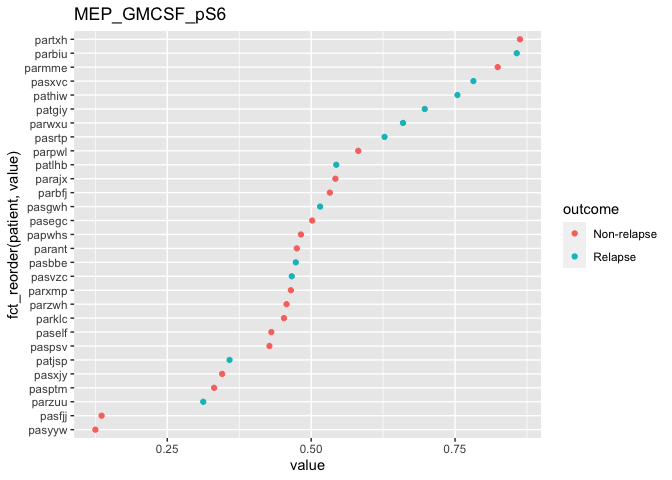 MEP_GMCSF_pS6
partxh
parbiu
parmme
pasxvc
pathiw
patgiy
parwxu
pasrtp
parpwl
patlhb
parajx
parbfj
pasgwh
pasegc
papwhs
parant
pasbbe
pasvzc
parxmp
parzwh
parklc
paself
paspsv
patjsp
pasxjy
pasptm
parzuu
pasfjj
pasyyw
fct_reorder(patient, value)
0.25 0.50 0.75
value
outcome
Non-relapse
Relapse